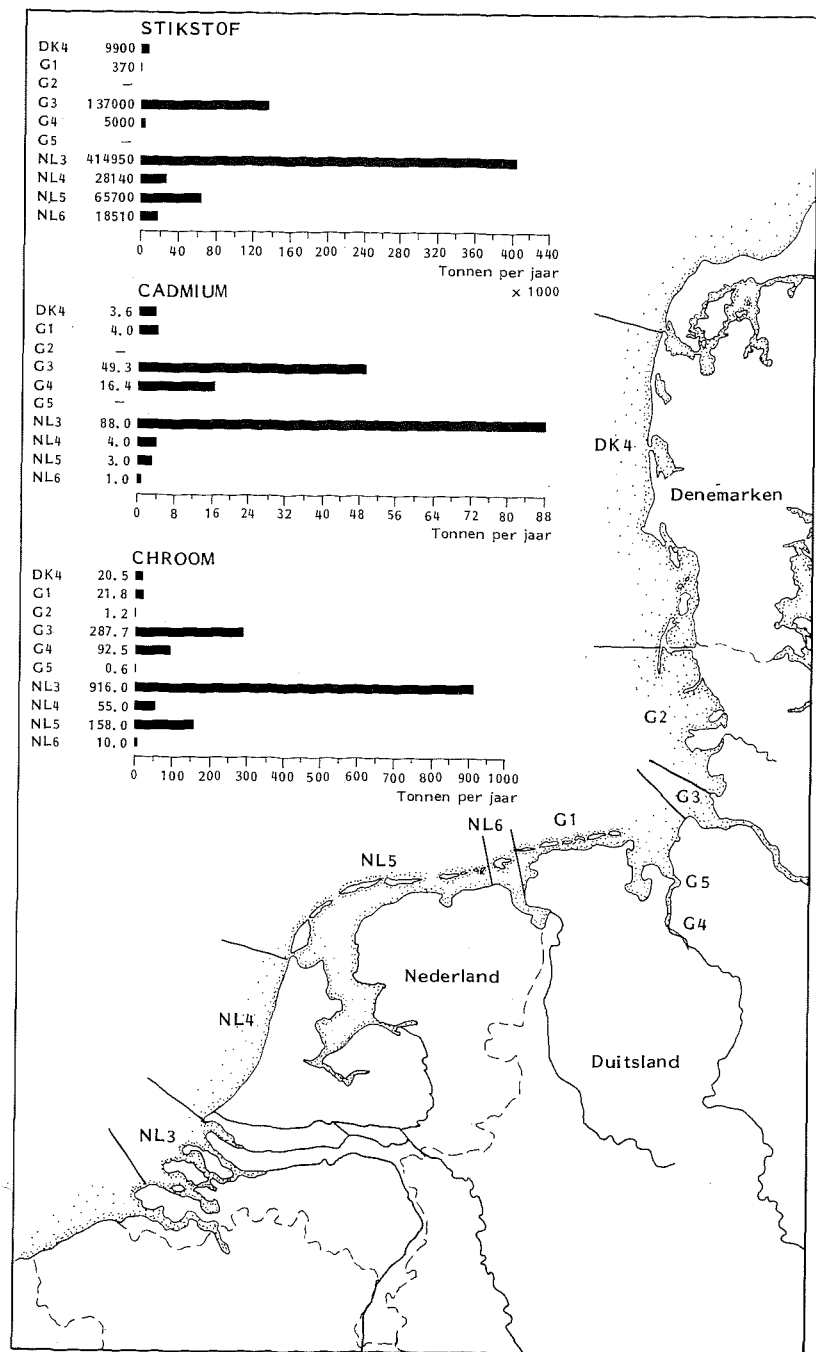 STIKSTOF
DK4 9900
G1 370
G2 –
G3 137000
G4 5000
G5 –
NL3 414950
NL4 28140
NL5 65700
NL6 18510
0 40 80 120 160 200 240 280 320 360 400 440
Tonnen per jaar
x 1000
CADMIUM
DK4 3.6
G1 4.0
G2 –
G3 49.3
G4 16.4
G5 –
NL3 88.0
NL4 4.0
NL5 3.0
NL6 1.0
0 8 16 24 32 40 48 56 64 72 80 88
Tonnen per jaar
CHROOM
DK4 20.5
G1 21.8
G2 1.2
G3 287.7
G4 92.5
G5 0.6
NL3 916.0
NL4 55.0
NL5 158.0
NL6 10.0
0 100 200 300 400 500 600 700 800 900 1000
Tonnen per jaar
DK4
Denemarken
G2
G3
G1
NL6
NL5
G5
G4
Nederland
NL4
Duitsland
NL3